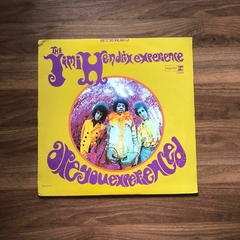 THE
Jimi Hendrix experience
are you experienced